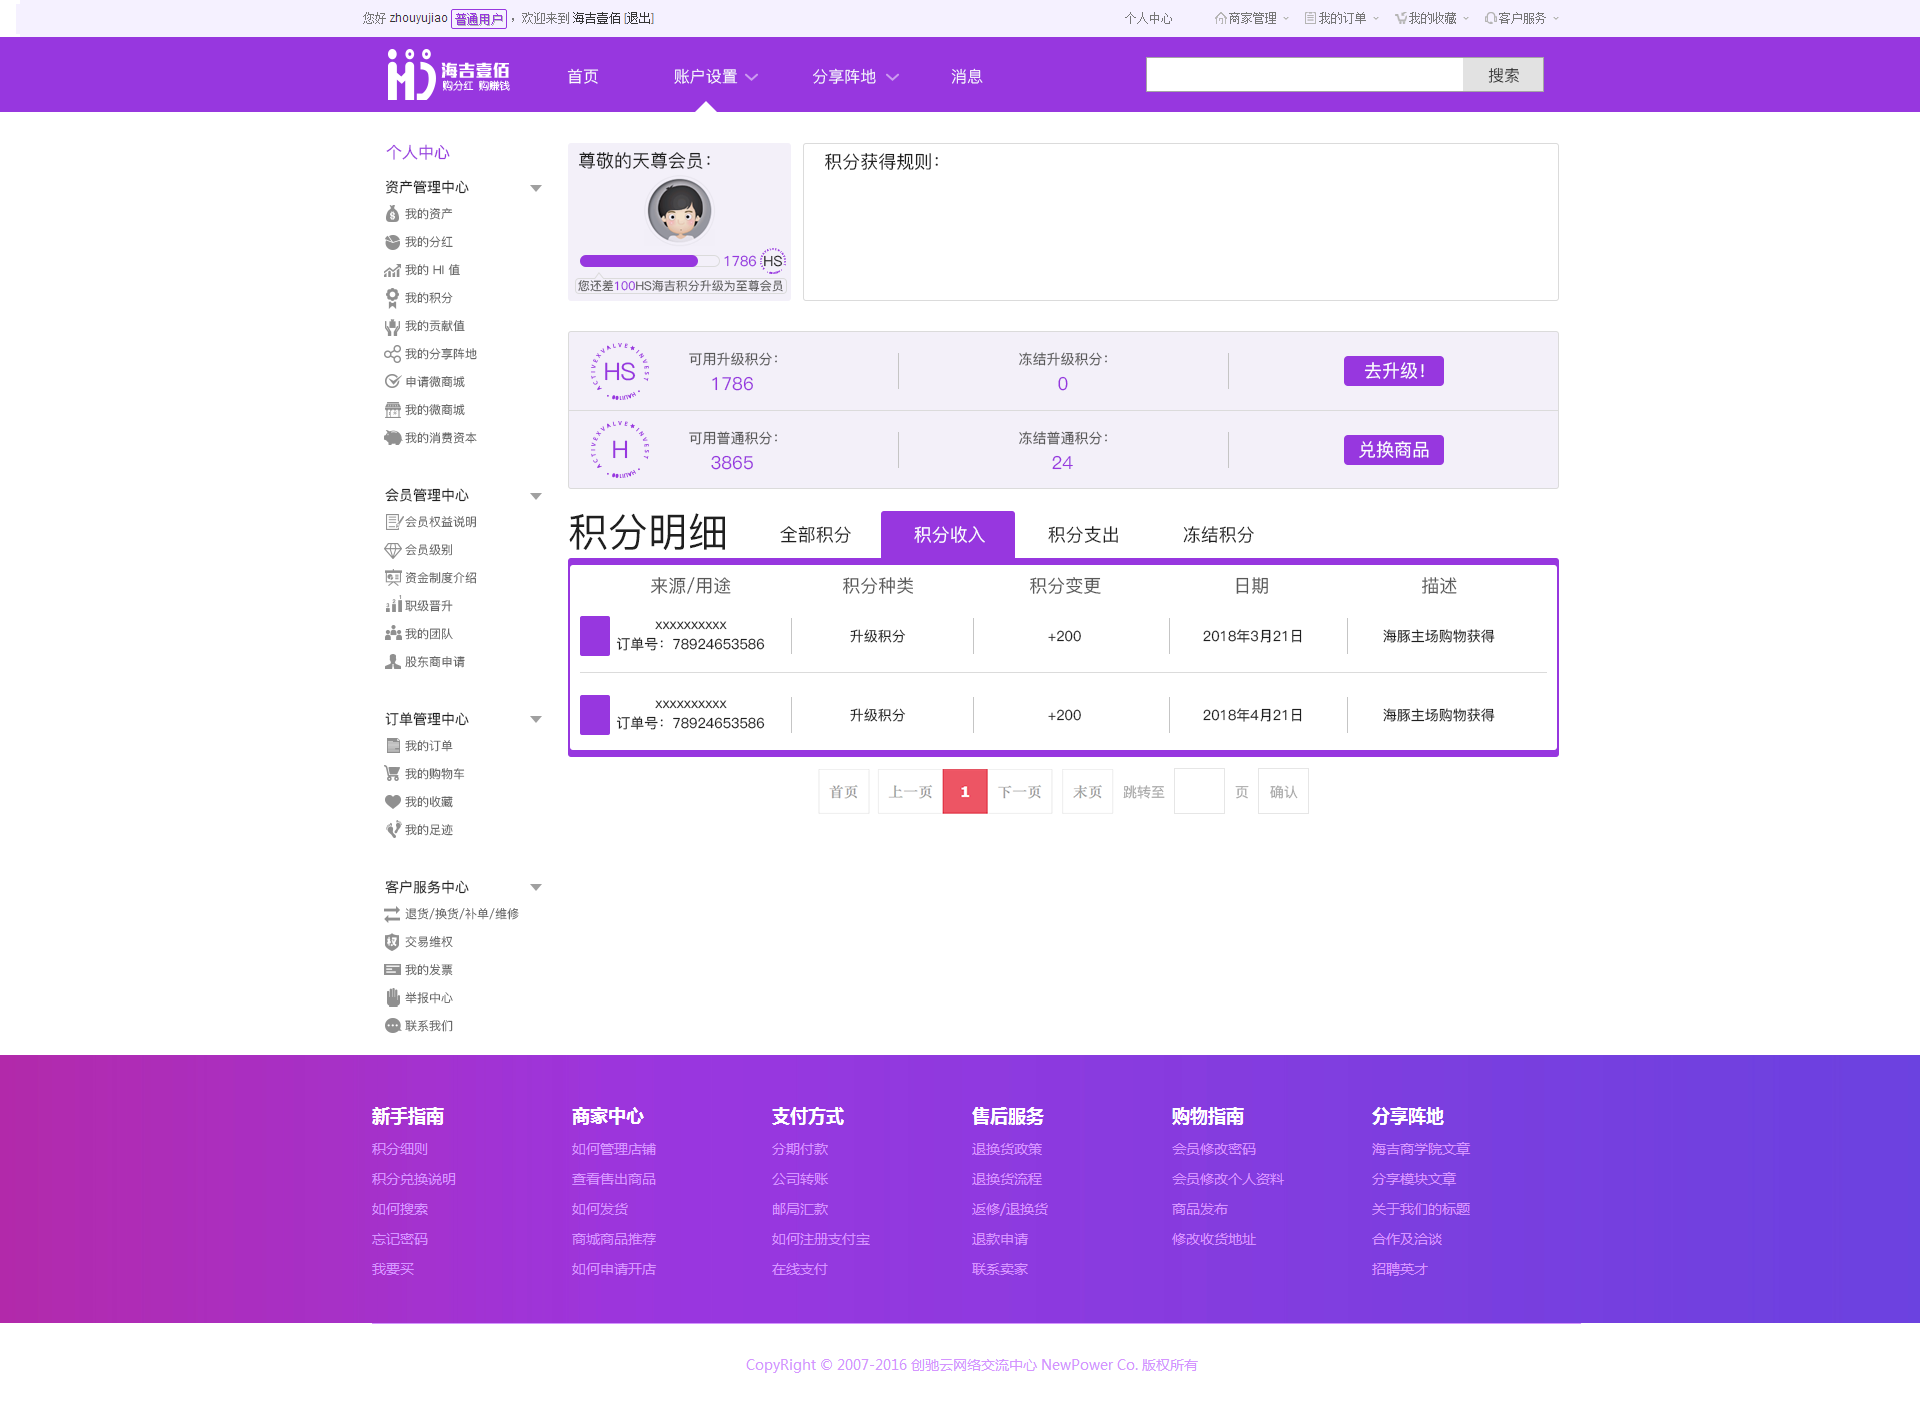 您好 zhouyujiao 普通用户 ，欢迎来到 海吉壹佰 [退出]
个人中心 商家管理 我的订单 我的收藏 客户服务
海吉壹佰
购分红 购赚钱
首页 账户设置 分享阵地 消息 搜索
个人中心
资产管理中心
我的资产
我的分红
我的 HI 值
我的积分
我的贡献值
我的分享阵地
申请微商城
我的微商城
我的消费资本
会员管理中心
会员权益说明
会员级别
资金制度介绍
职级晋升
我的团队
股东商申请
订单管理中心
我的订单
我的购物车
我的收藏
我的足迹
客户服务中心
退货/换货/补单/维修
交易维权
我的发票
举报中心
联系我们
尊敬的天尊会员：
1786 HS
您还差100HS海吉积分升级为至尊会员
积分获得规则：
ACTIVEXVALVE★INVEST
HS
HAIJI100
可用升级积分：
1786
冻结升级积分：
0
去升级！
ACTIVEXVALVE★INVEST
H
HAIJI100
可用普通积分：
3865
冻结普通积分：
24
兑换商品
积分明细 全部积分 积分收入 积分支出 冻结积分
来源/用途 积分种类 积分变更 日期 描述
xxxxxxxxxx
订单号：78924653586 升级积分 +200 2018年3月21日 海豚主场购物获得
xxxxxxxxxx
订单号：78924653586 升级积分 +200 2018年4月21日 海豚主场购物获得
首页 上一页 1 下一页 末页 跳转至 页 确认
新手指南
积分细则
积分兑换说明
如何搜索
忘记密码
我要买
商家中心
如何管理店铺
查看售出商品
如何发货
商城商品推荐
如何申请开店
支付方式
分期付款
公司转账
邮局汇款
如何注册支付宝
在线支付
售后服务
退换货政策
退换货流程
返修/退换货
退款申请
联系卖家
购物指南
会员修改密码
会员修改个人资料
商品发布
修改收货地址
分享阵地
海吉商学院文章
分享模块文章
关于我们的标题
合作及洽谈
招聘英才
CopyRight © 2007-2016 创驰云网络交流中心 NewPower Co. 版权所有